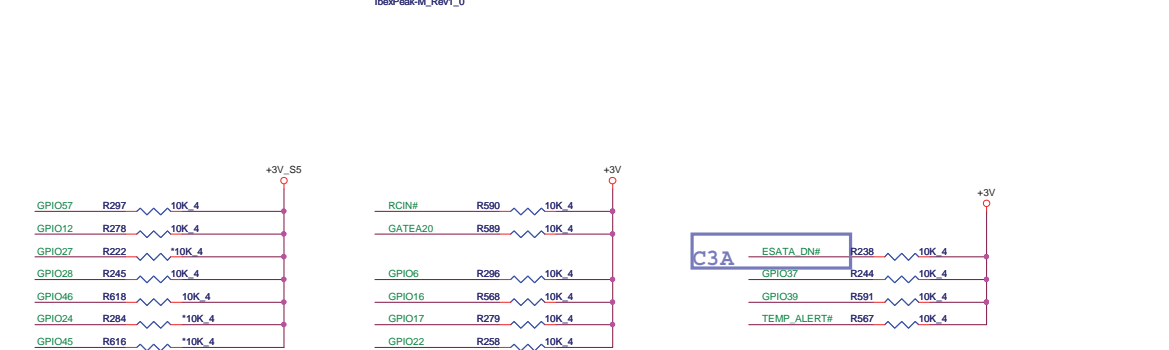 IbexPeak-M_Rev1_0
+3V_S5
GPIO57 R297 10K_4
GPIO12 R278 10K_4
GPIO27 R222 *10K_4
GPIO28 R245 10K_4
GPIO46 R618 10K_4
GPIO24 R284 *10K_4
GPIO45 R616 *10K_4
+3V
RCIN# R590 10K_4
GATEA20 R589 10K_4
GPIO6 R296 10K_4
GPIO16 R568 10K_4
GPIO17 R279 10K_4
GPIO22 R258 10K_4
+3V
C3A
ESATA_DN# R238 10K_4
GPIO37 R244 10K_4
GPIO39 R591 10K_4
TEMP_ALERT# R567 10K_4